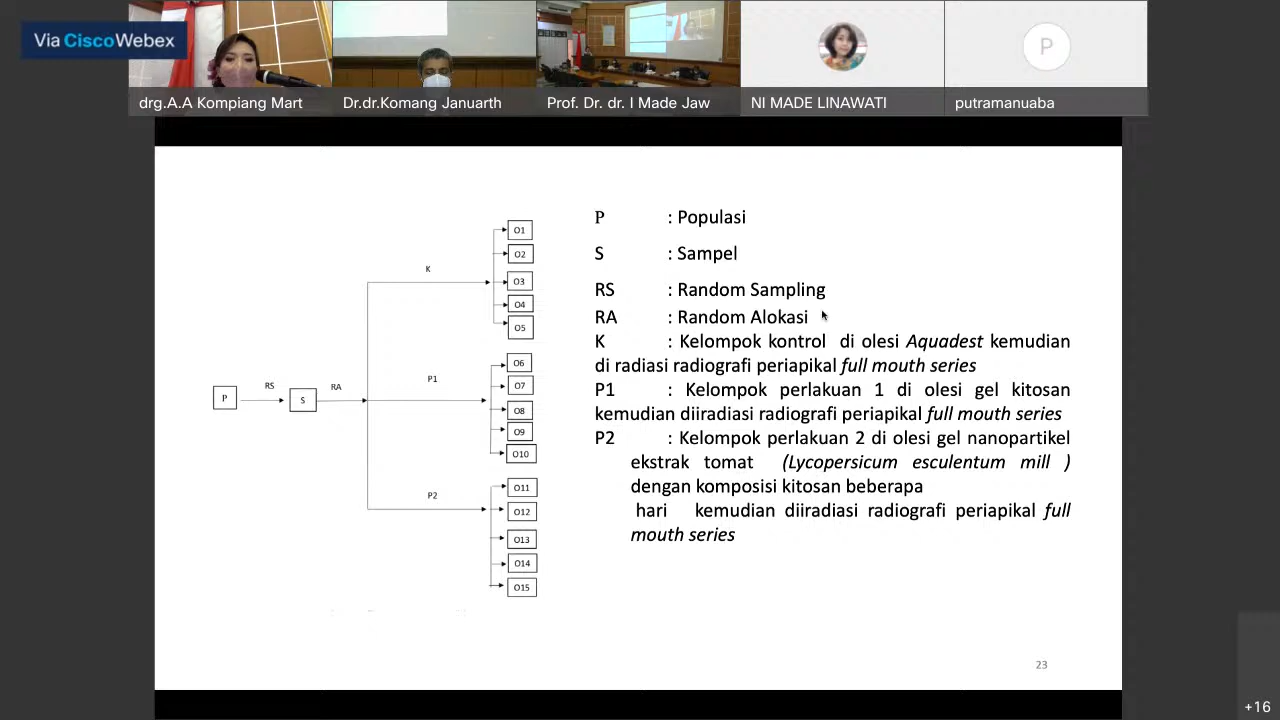 Via Cisco Webex
drg.A.A Kompiang Mart
Dr.dr.Komang Januarth
Prof. Dr. dr. I Made Jaw
NI MADE LINAWATI
P
putramanuaba
P
RS
S
RA
K
O1
O2
O3
O4
O5
P1
O6
O7
O8
O9
O10
P2
O11
O12
O13
O14
O15
P : Populasi
S : Sampel
RS : Random Sampling
RA : Random Alokasi
K : Kelompok kontrol di olesi Aquadest kemudian
di radiasi radiografi periapikal full mouth series
P1 : Kelompok perlakuan 1 di olesi gel kitosan
kemudian diiradiasi radiografi periapikal full mouth series
P2 : Kelompok perlakuan 2 di olesi gel nanopartikel
ekstrak tomat (Lycopersicum esculentum mill )
dengan komposisi kitosan beberapa
hari kemudian diiradiasi radiografi periapikal full
mouth series
23
+16